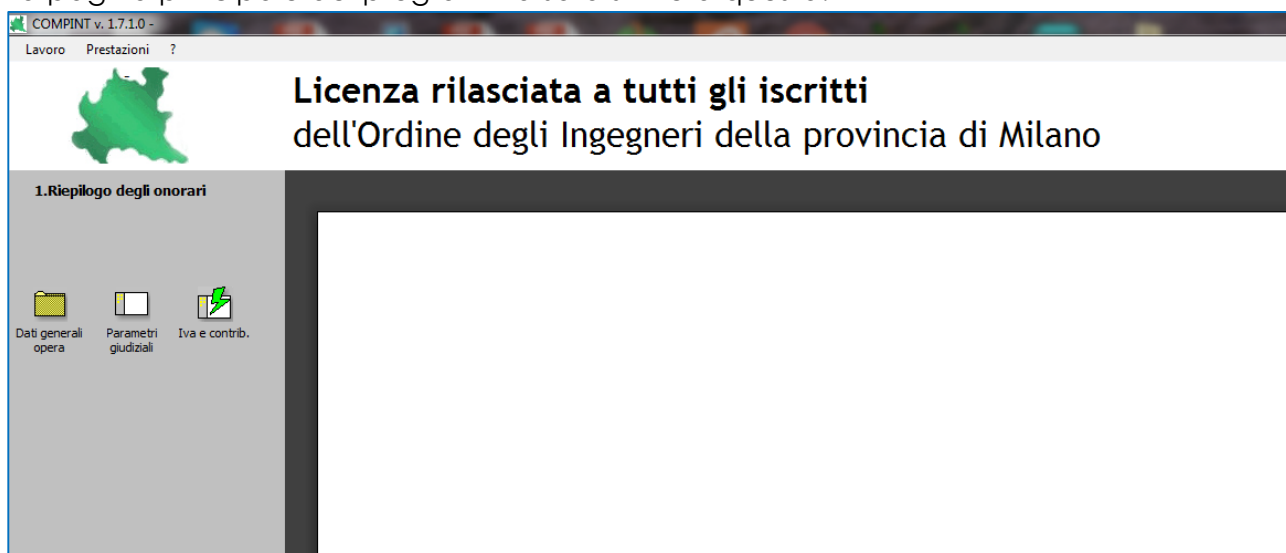 COMPINT v. 1.7.1.0 -
Lavoro Prestazioni ?
Licenza rilasciata a tutti gli iscritti
dell'Ordine degli Ingegneri della provincia di Milano
1.Riepilogo degli onorari
Dati generali opera
Parametri giudiziali
Iva e contrib.